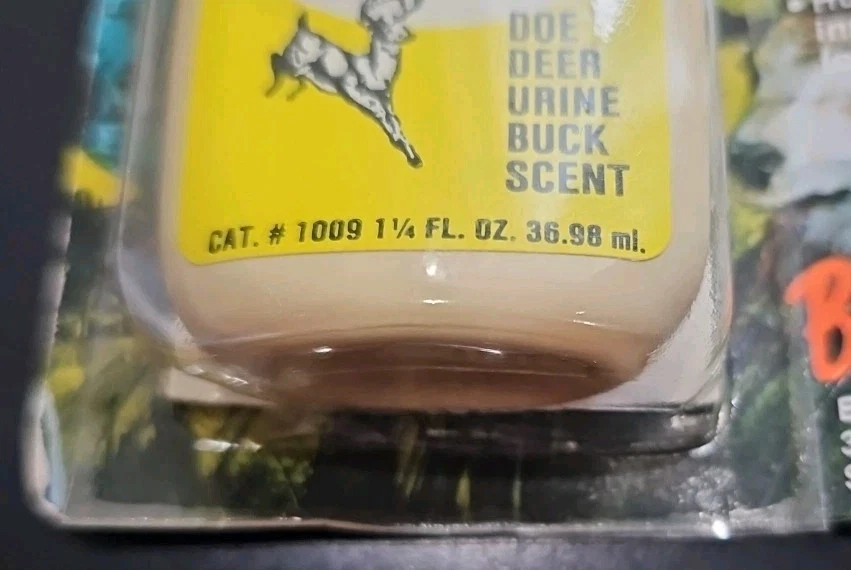 DOE
DEER
URINE
BUCK
SCENT
CAT. # 1009 1¼ FL. OZ. 36.98 ml.
B